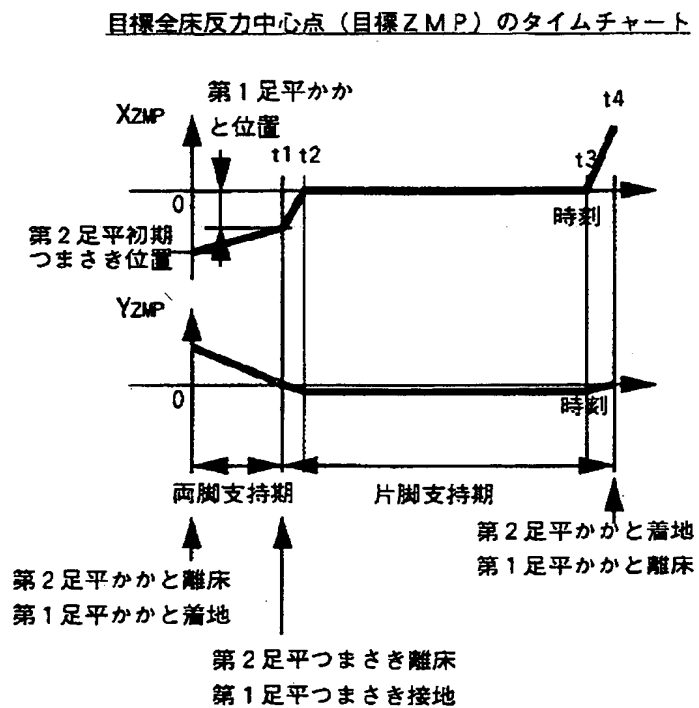 目標全床反力中心点(目標ZMP)のタイムチャート
第1足平かか
と位置
XZMP
t4
t1 t2
t3
0
時刻
第2足平初期
つまさき位置
YZMP
0
時刻
両脚支持期
片脚支持期
第2足平かかと着地
第1足平かかと離床
第2足平かかと離床
第1足平かかと着地
第2足平つまさき離床
第1足平つまさき接地